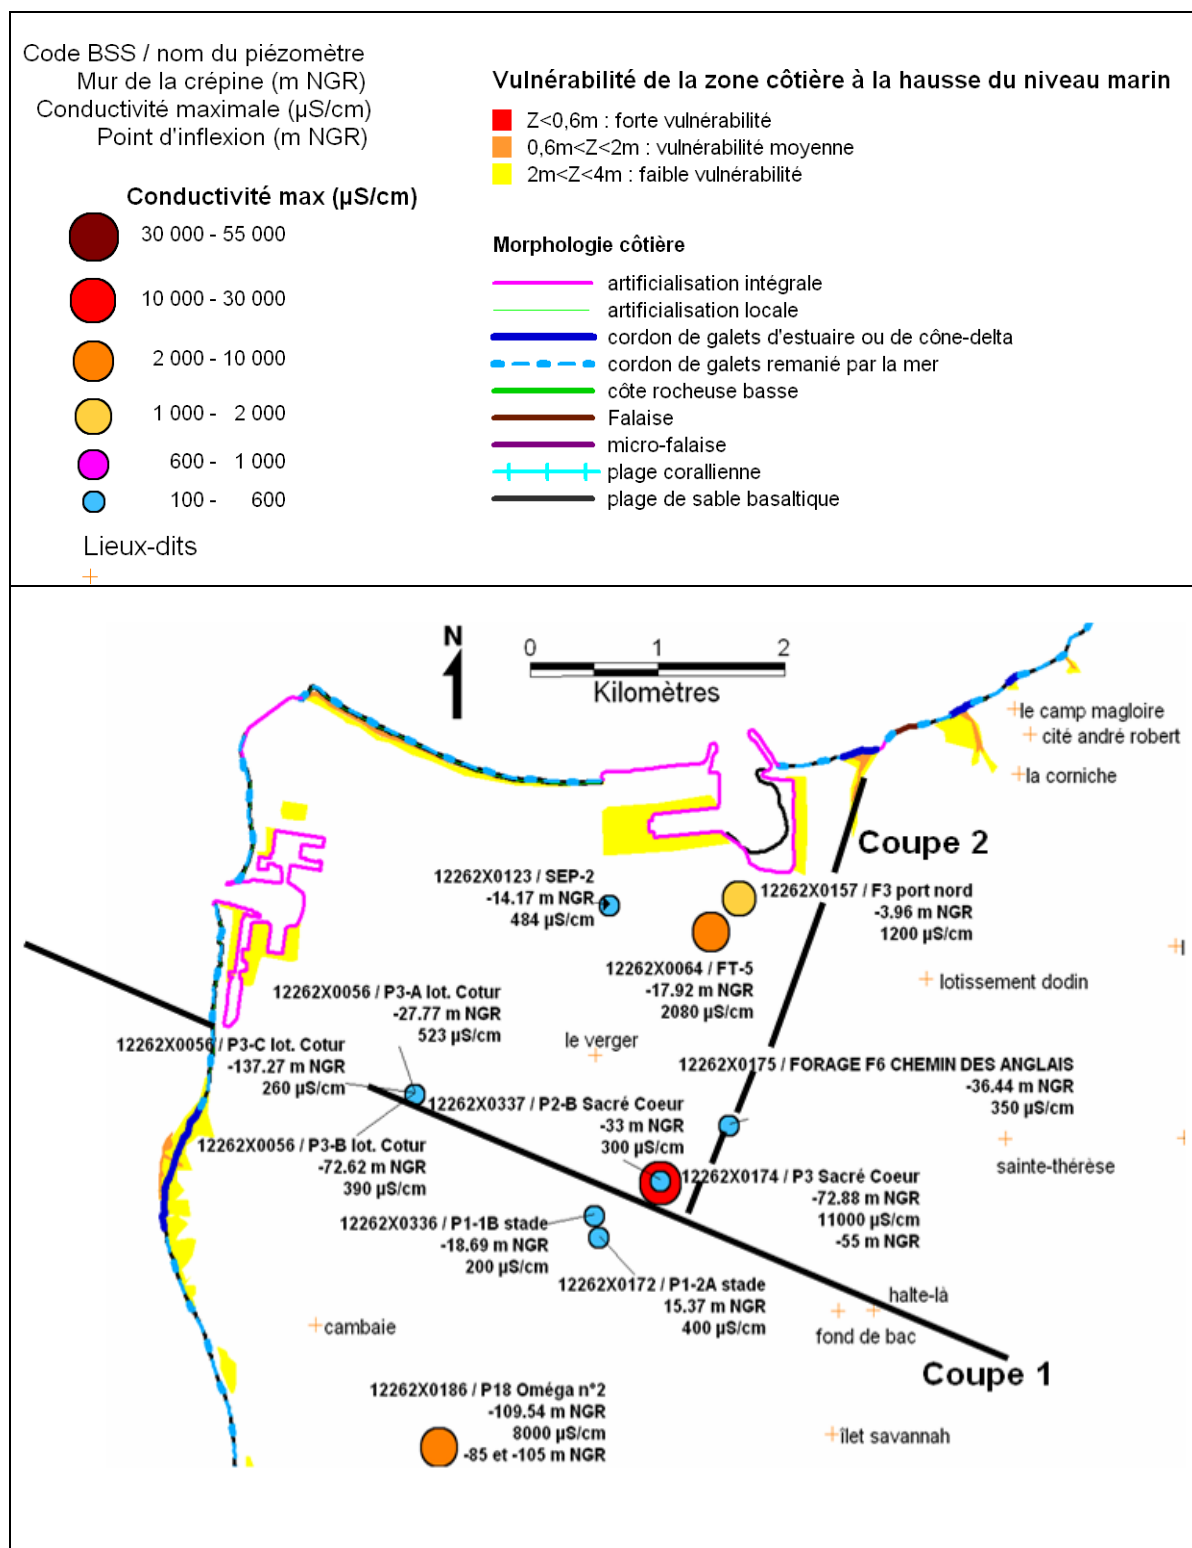 Code BSS / nom du piézomètre
Mur de la crépine (m NGR)
Conductivité maximale (µS/cm)
Point d'inflexion (m NGR)
Conductivité max (µS/cm)
30 000 - 55 000
10 000 - 30 000
2 000 - 10 000
1 000 - 2 000
600 - 1 000
100 - 600
Lieux-dits
Vulnérabilité de la zone côtière à la hausse du niveau marin
Z<0,6m : forte vulnérabilité
0,6m<Z<2m : vulnérabilité moyenne
2m<Z<4m : faible vulnérabilité
Morphologie côtière
artificialisation intégrale
artificialisation locale
cordon de galets d'estuaire ou de cône-delta
cordon de galets remanié par la mer
côte rocheuse basse
Falaise
micro-falaise
plage corallienne
plage de sable basaltique
N
0 1 2
Kilomètres
le camp magloire
cité andré robert
la corniche
Coupe 2
12262X0123 / SEP-2
-14.17 m NGR
484 µS/cm
12262X0157 / F3 port nord
-3.96 m NGR
1200 µS/cm
12262X0064 / FT-5
-17.92 m NGR
2080 µS/cm
lotissement dodin
l
12262X0056 / P3-A lot. Cotur
-27.77 m NGR
523 µS/cm
le verger
12262X0056 / P3-C lot. Cotur
-137.27 m NGR
260 µS/cm
12262X0175 / FORAGE F6 CHEMIN DES ANGLAIS
-36.44 m NGR
350 µS/cm
12262X0337 / P2-B Sacré Coeur
-33 m NGR
300 µS/cm
12262X0056 / P3-B lot. Cotur
-72.62 m NGR
390 µS/cm
sainte-thérèse
12262X0174 / P3 Sacré Coeur
-72.88 m NGR
11000 µS/cm
-55 m NGR
12262X0336 / P1-1B stade
-18.69 m NGR
200 µS/cm
12262X0172 / P1-2A stade
15.37 m NGR
400 µS/cm
halte-là
fond de bac
cambaie
Coupe 1
12262X0186 / P18 Oméga n°2
-109.54 m NGR
8000 µS/cm
-85 et -105 m NGR
îlet savannah